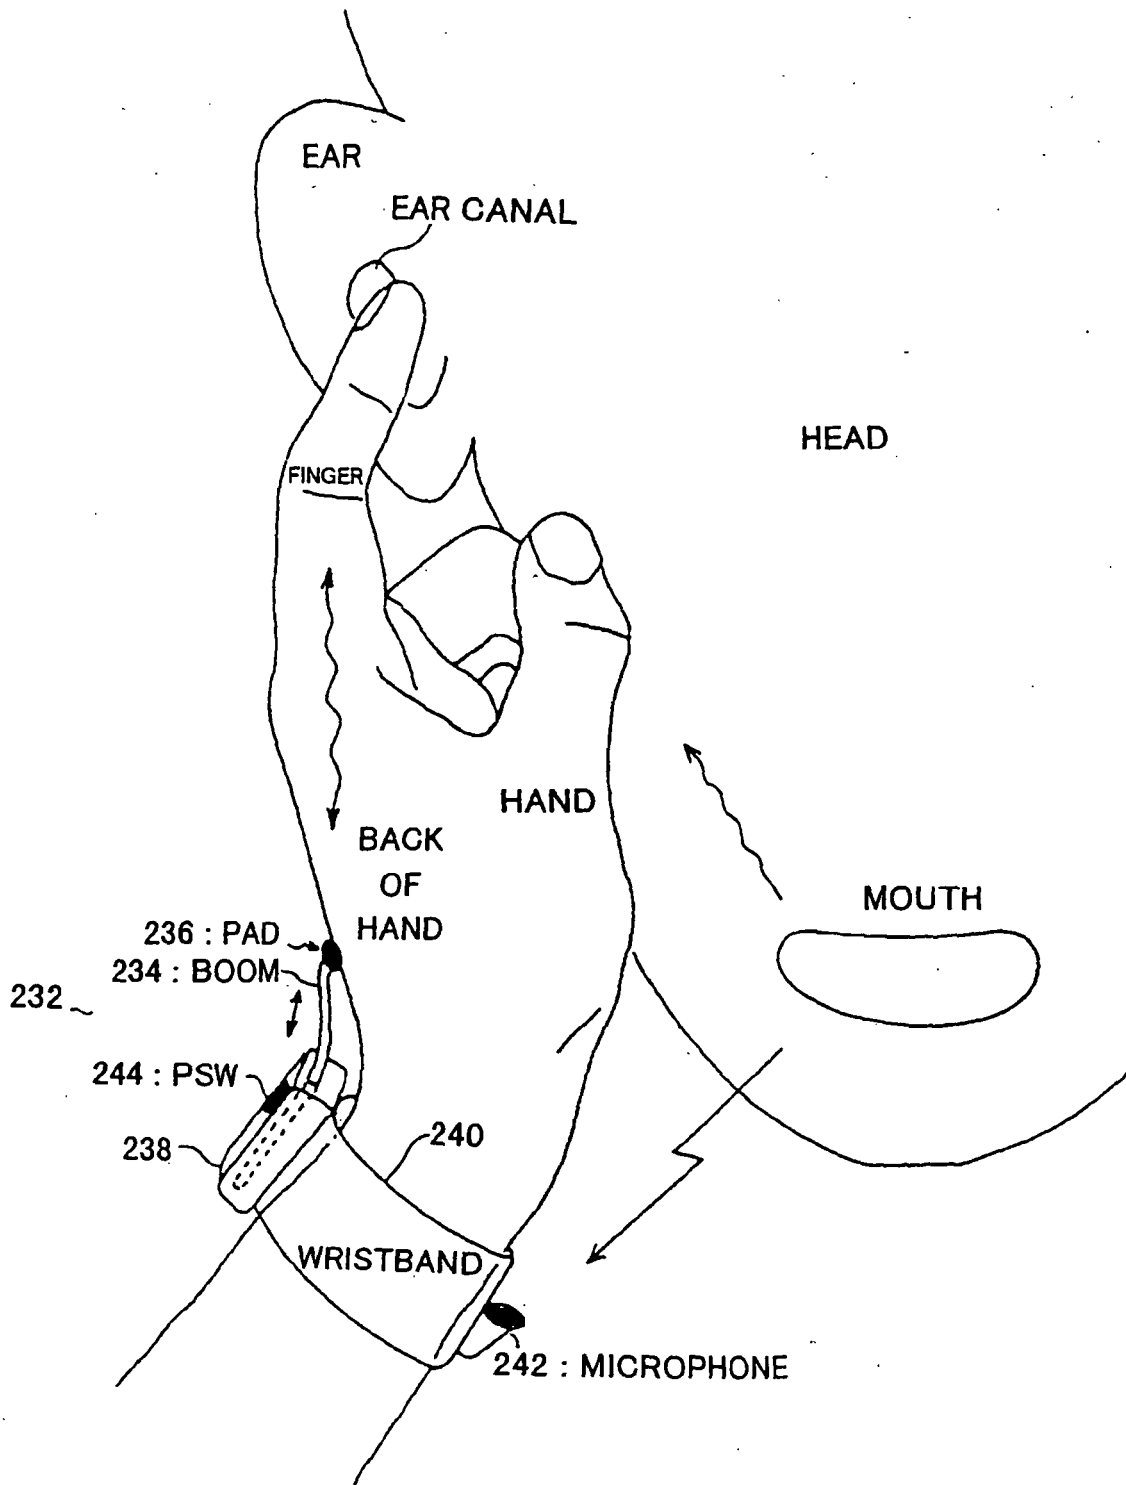 EAR
EAR CANAL
HEAD
FINGER
HAND
BACK
OF
HAND
MOUTH
236 : PAD
234 : BOOM
232
244 : PSW
238
240
WRISTBAND
242 : MICROPHONE